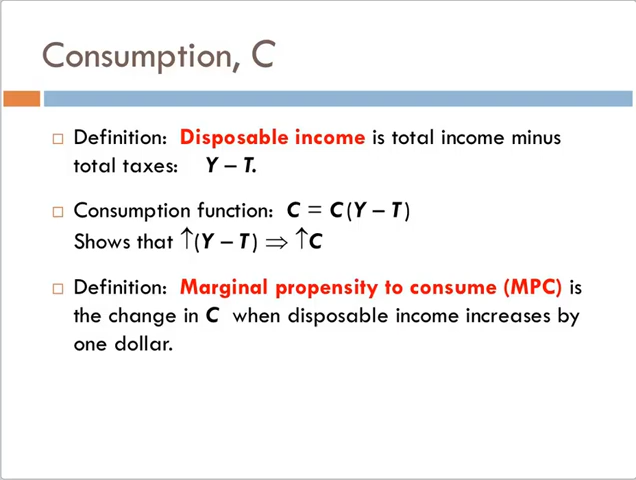 Consumption, C
□ Definition: Disposable income is total income minus
total taxes: Y – T.
□ Consumption function: C = C (Y – T )
Shows that ↑(Y – T ) ⇒ ↑C
□ Definition: Marginal propensity to consume (MPC) is
the change in C when disposable income increases by
one dollar.